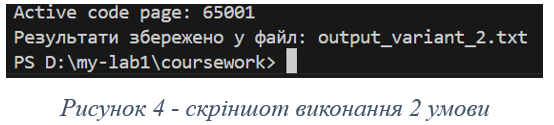 Active code page: 65001
Результати збережено у файл: output_variant_2.txt
PS D:\my-lab1\coursework>
Рисунок 4 - скріншот виконання 2 умови